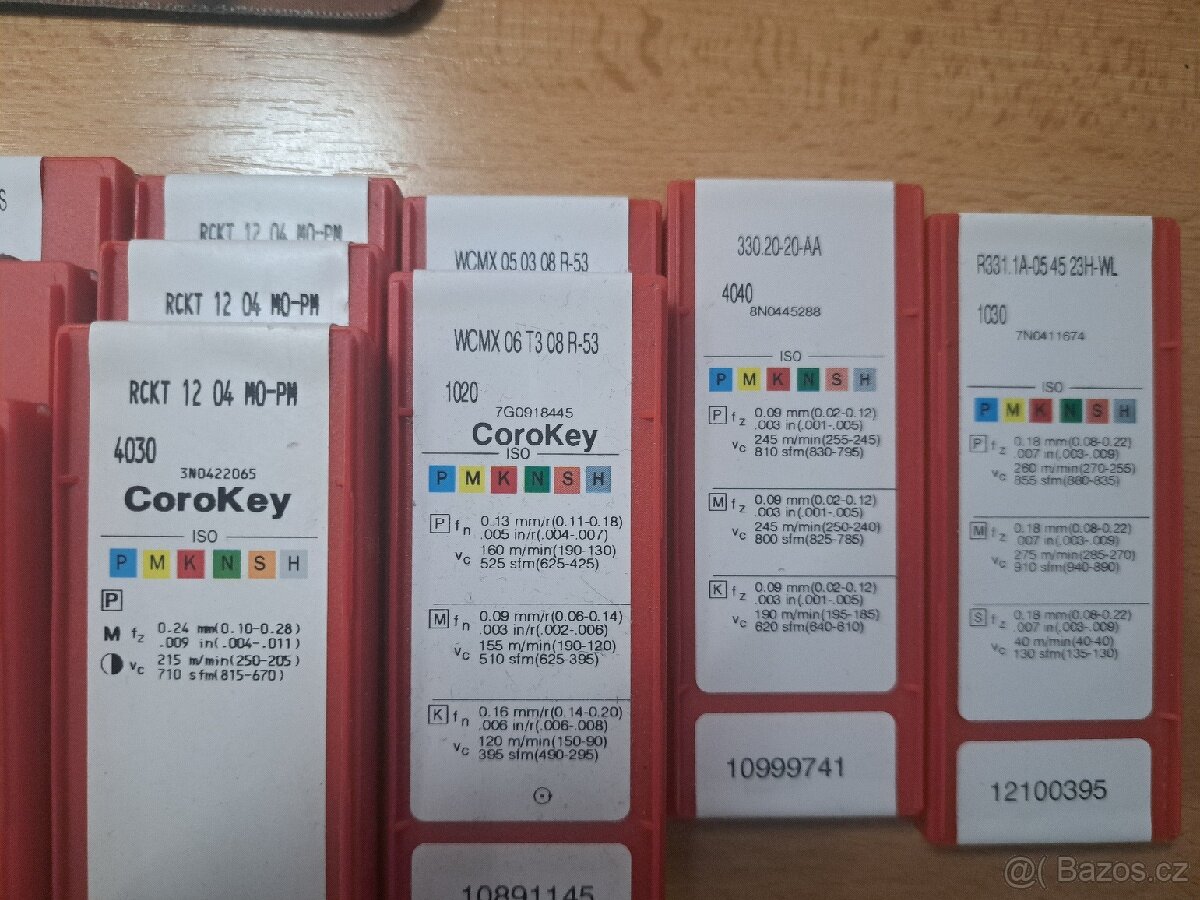 S
RCKT 12 04 MO-PM
RCKT 12 04 MO-PM
RCKT 12 04 MO-PM
4030
3N0422065
CoroKey
ISO
P M K N S H
P
M fz 0.24 mm(0.10-0.28)
.009 in(.004-.011)
vc 215 m/min(250-205)
710 sfm(815-670)
WCMX 05 03 08 R-53
WCMX 06 T3 08 R-53
1020
7G0918445
CoroKey
ISO
P M K N S H
P fn 0.13 mm/r(0.11-0.18)
.005 in/r(.004-.007)
vc 160 m/min(190-130)
525 sfm(625-425)
M fn 0.09 mm/r(0.06-0.14)
.003 in/r(.002-.006)
vc 155 m/min(190-120)
510 sfm(625-395)
K fn 0.16 mm/r(0.14-0.20)
.006 in/r(.006-.008)
vc 120 m/min(150-90)
395 sfm(490-295)
10891145
330.20-20-AA
4040
8N0445288
ISO
P M K N S H
P fz 0.09 mm(0.02-0.12)
.003 in(.001-.005)
vc 245 m/min(255-245)
810 sfm(830-795)
M fz 0.09 mm(0.02-0.12)
.003 in(.001-.005)
vc 245 m/min(250-240)
800 sfm(825-785)
K fz 0.09 mm(0.02-0.12)
.003 in(.001-.005)
vc 190 m/min(195-185)
620 sfm(640-610)
10999741
R331.1A-05 45 23H-WL
1030
7N0411674
ISO
P M K N S H
P fz 0.18 mm(0.08-0.22)
.007 in(.003-.009)
vc 260 m/min(270-255)
855 sfm(880-835)
M fz 0.18 mm(0.08-0.22)
.007 in(.003-.009)
vc 275 m/min(285-270)
910 sfm(940-890)
S fz 0.18 mm(0.08-0.22)
.007 in(.003-.009)
vc 40 m/min(40-40)
130 sfm(135-130)
12100395
@( Bazos.cz